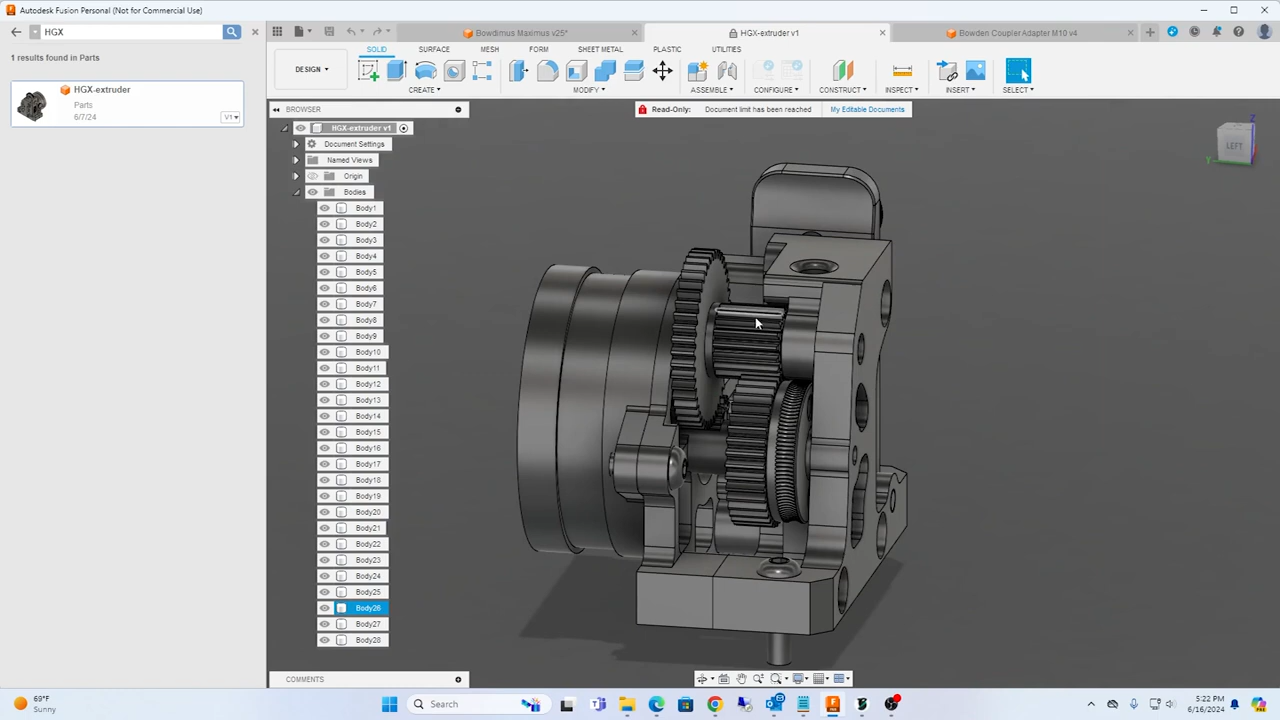 Autodesk Fusion Personal (Not for Commercial Use)
HGX
Bowdimus Maximus v25*
HGX-extruder v1
Bowden Coupler Adapter M10 v4
1 results found in Parts
HGX-extruder
Parts
6/7/24
V1
SOLID
SURFACE
MESH
FORM
SHEET METAL
PLASTIC
UTILITIES
DESIGN
CREATE
MODIFY
ASSEMBLE
CONFIGURE
CONSTRUCT
INSPECT
INSERT
SELECT
BROWSER
Read-Only: Document limit has been reached My Editable Documents
HGX-extruder v1
Document Settings
Named Views
Origin
Bodies
Body1
Body2
Body3
Body4
Body5
Body6
Body7
Body8
Body9
Body10
Body11
Body12
Body13
Body14
Body15
Body16
Body17
Body18
Body19
Body20
Body21
Body22
Body23
Body24
Body25
Body26
Body27
Body28
Z
LEFT
Y
COMMENTS
69°F
Sunny
Search
5:22 PM
6/16/2024